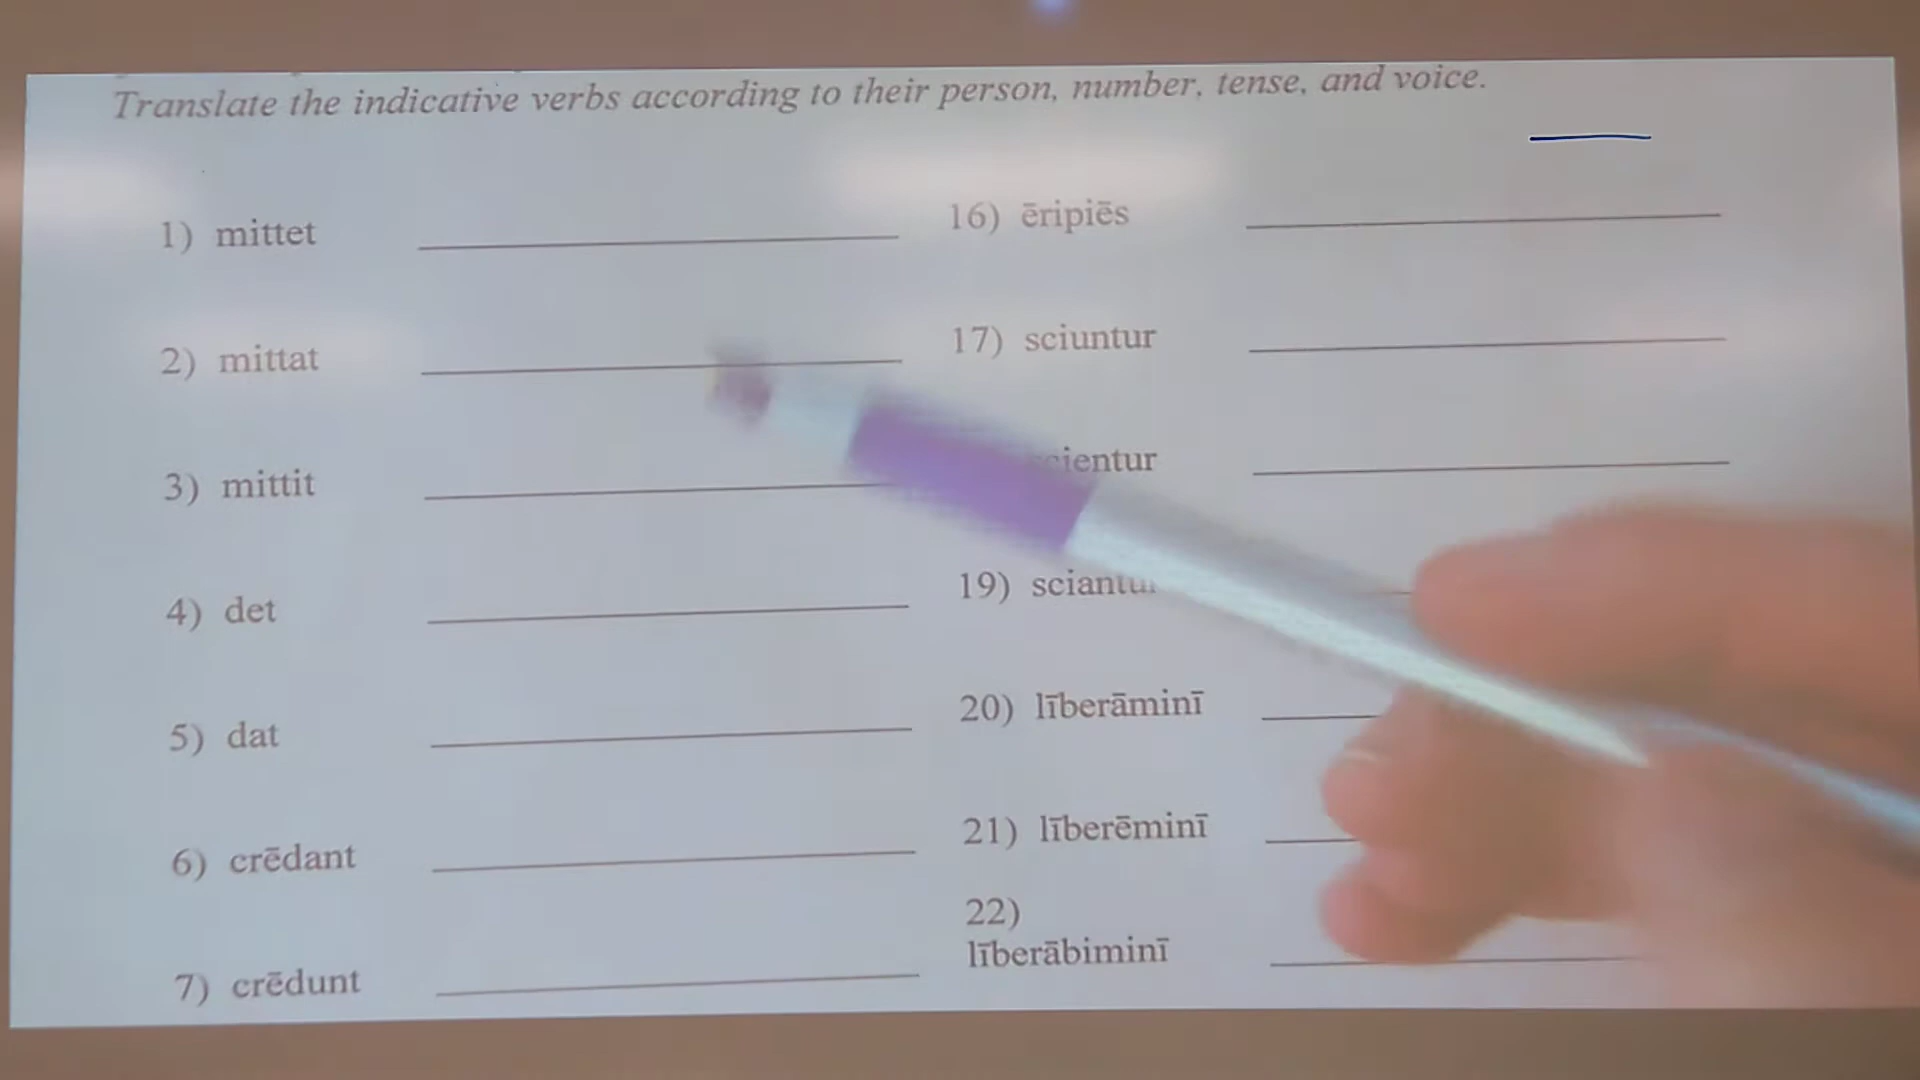 Translate the indicative verbs according to their person, number, tense, and voice.
1) mittet
2) mittat
3) mittit
4) det
5) dat
6) crēdant
7) crēdunt
16) ēripiēs
17) sciuntur
19)
20) līberāminī
21) līberēminī
22)
līberābiminī